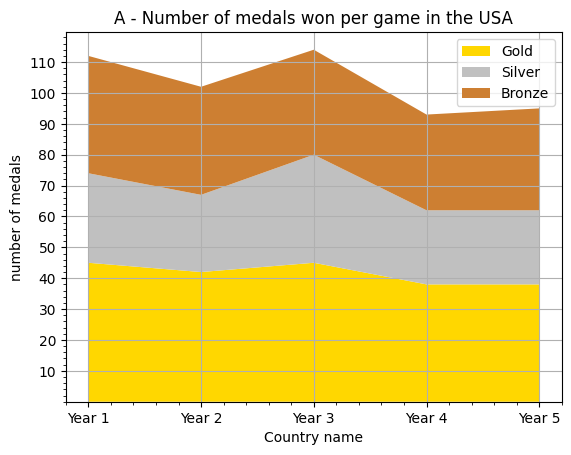 A - Number of medals won per game in the USA
Gold
Silver
Bronze
number of medals
110
100
90
80
70
60
50
40
30
20
10
Year 1 Year 2 Year 3 Year 4 Year 5
Country name